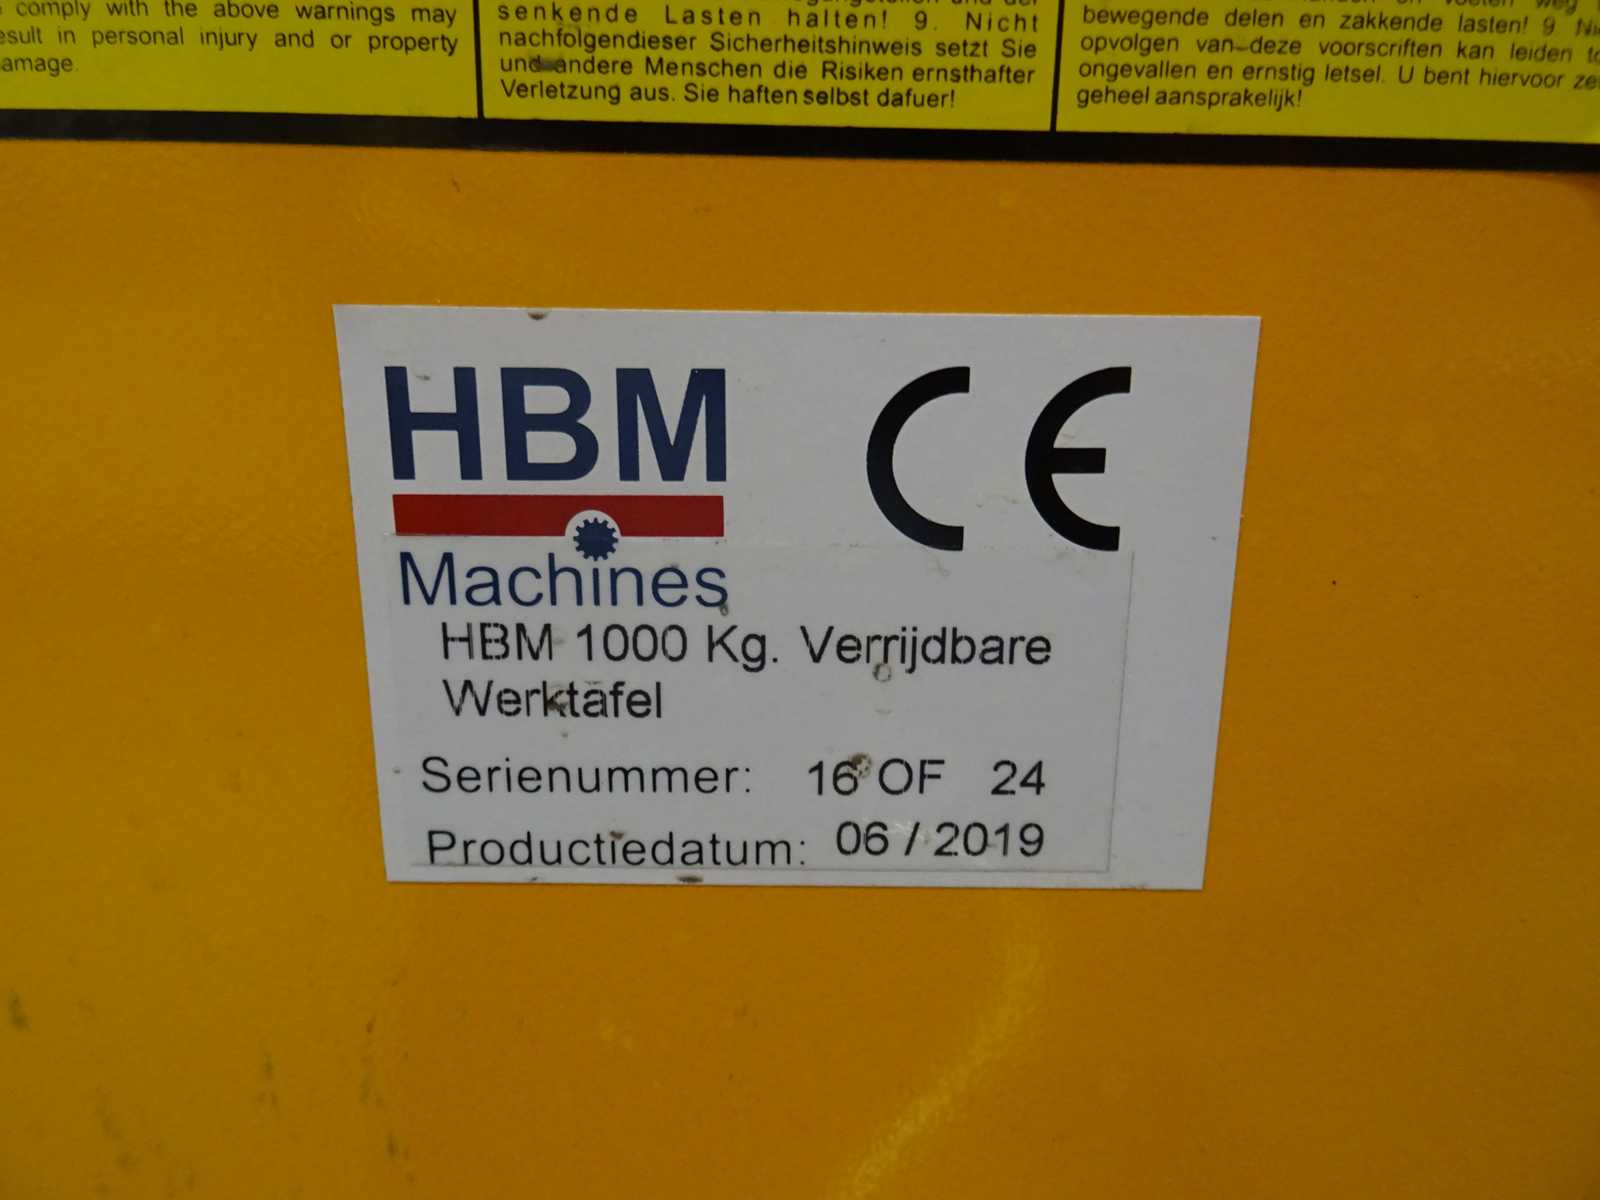 comply with the above warnings may
result in personal injury and or property
damage.
senkende Lasten halten! 9. Nicht
nachfolgendieser Sicherheitshinweis setzt Sie
und andere Menschen die Risiken ernsthafter
Verletzung aus. Sie haften selbst dafuer!
bewegende delen en zakkende lasten! 9.
opvolgen van deze voorschriften kan leiden
ongevallen en ernstig letsel. U bent hiervoor
geheel aansprakelijk!
HBM
CE
Machines
HBM 1000 Kg. Verrijdbare
Werktafel
Serienummer: 16 OF 24
Productiedatum: 06 / 2019